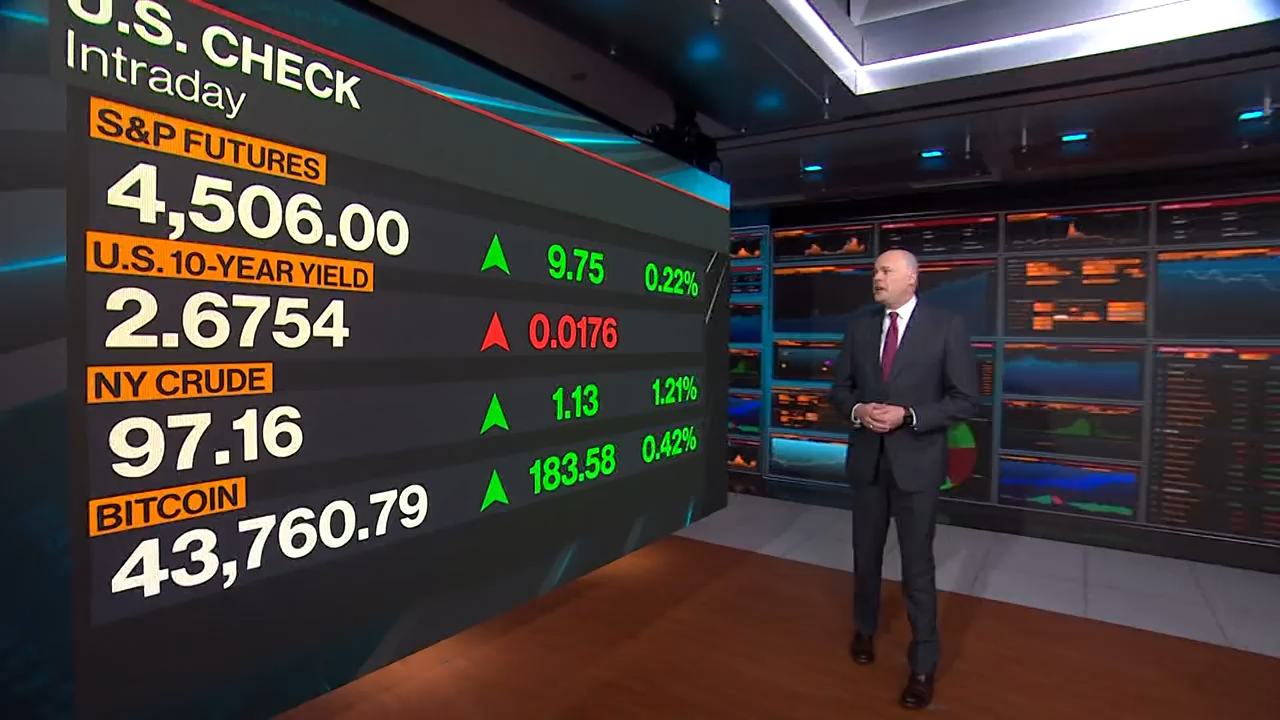 U.S. CHECK
Intraday
S&P FUTURES
4,506.00 9.75 0.22%
U.S. 10-YEAR YIELD
2.6754 0.0176
NY CRUDE
97.16 1.13 1.21%
BITCOIN
43,760.79 183.58 0.42%